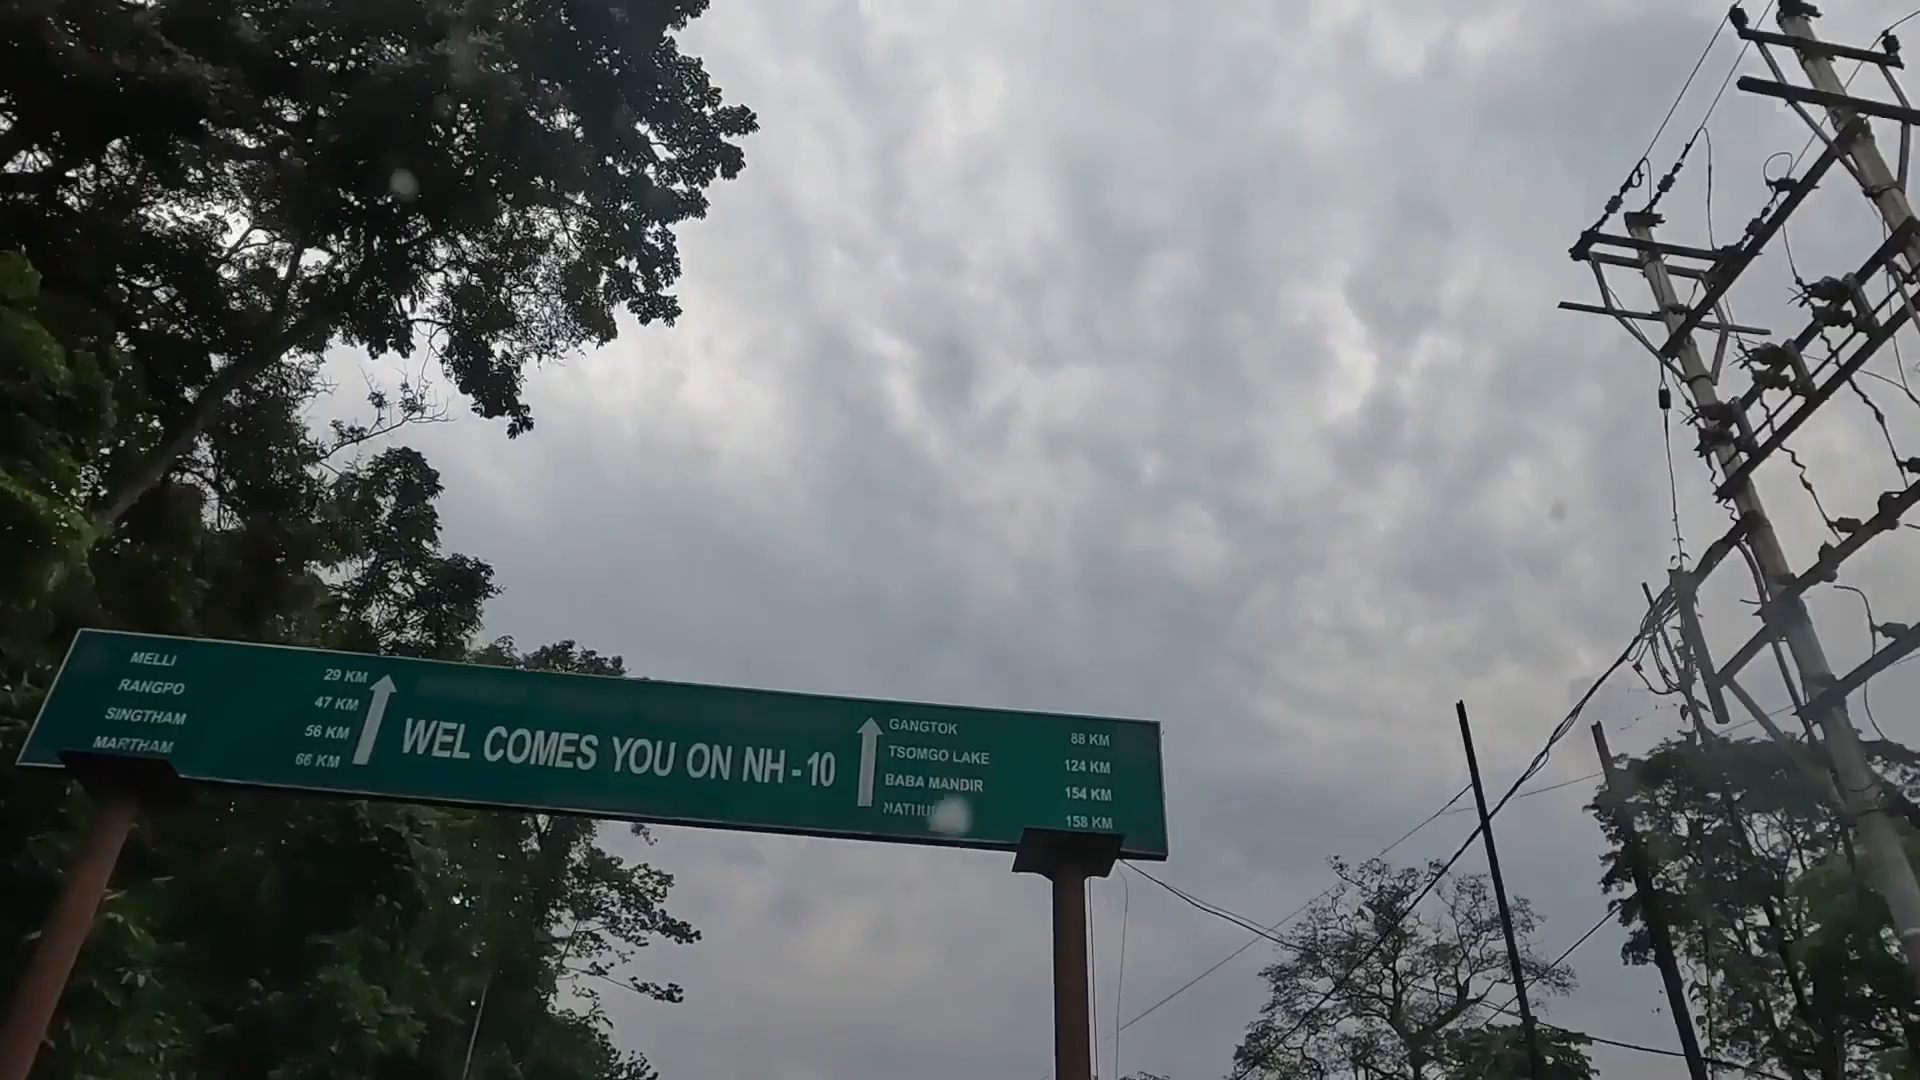 MELLI 29 KM
RANGPO 47 KM
SINGTHAM 56 KM
MARTHAM 66 KM
WEL COMES YOU ON NH - 10
GANGTOK 88 KM
TSOMGO LAKE 124 KM
BABA MANDIR 154 KM
158 KM